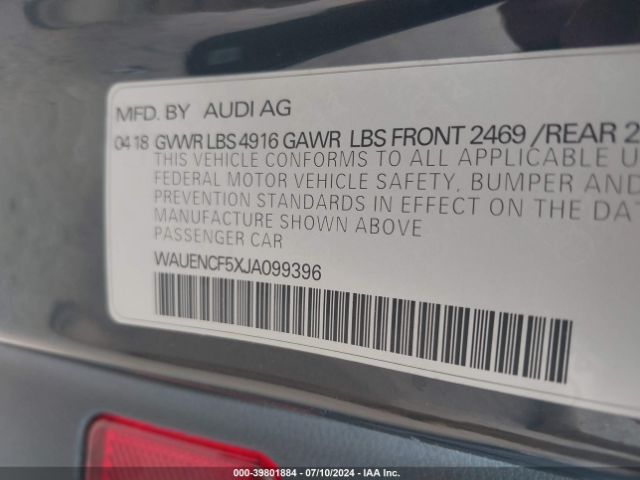 MFD. BY AUDI AG
04 18 GVWR LBS 4916 GAWR LBS FRONT 2469 /REAR 2
THIS VEHICLE CONFORMS TO ALL APPLICABLE U
FEDERAL MOTOR VEHICLE SAFETY, BUMPER AND
PREVENTION STANDARDS IN EFFECT ON THE DAT
MANUFACTURE SHOWN ABOVE
PASSENGER CAR
WAUENCF5XJA099396
000-39801884 / 07/10/2024 - IAA Inc.